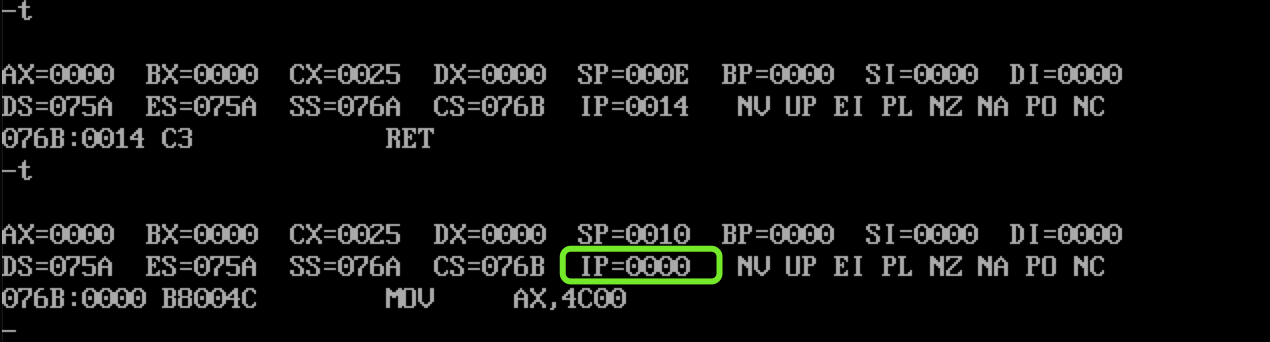 -t
AX=0000 BX=0000 CX=0025 DX=0000 SP=000E BP=0000 SI=0000 DI=0000
DS=075A ES=075A SS=076A CS=076B IP=0014 NV UP EI PL NZ NA PO NC
076B:0014 C3 RET
-t
AX=0000 BX=0000 CX=0025 DX=0000 SP=0010 BP=0000 SI=0000 DI=0000
DS=075A ES=075A SS=076A CS=076B IP=0000 NV UP EI PL NZ NA PO NC
076B:0000 B8004C MOV AX,4C00
-